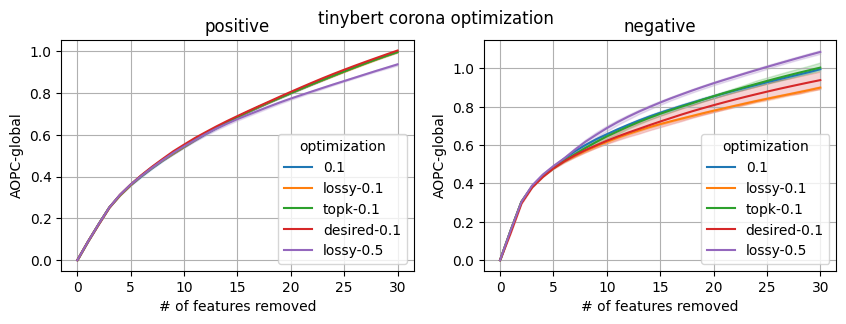 tinybert corona optimization
positive
AOPC-global
1.0
0.8
0.6
0.4
0.2
0.0
optimization
0.1
lossy-0.1
topk-0.1
desired-0.1
lossy-0.5
0 5 10 15 20 25 30
# of features removed
negative
AOPC-global
1.0
0.8
0.6
0.4
0.2
0.0
optimization
0.1
lossy-0.1
topk-0.1
desired-0.1
lossy-0.5
0 5 10 15 20 25 30
# of features removed